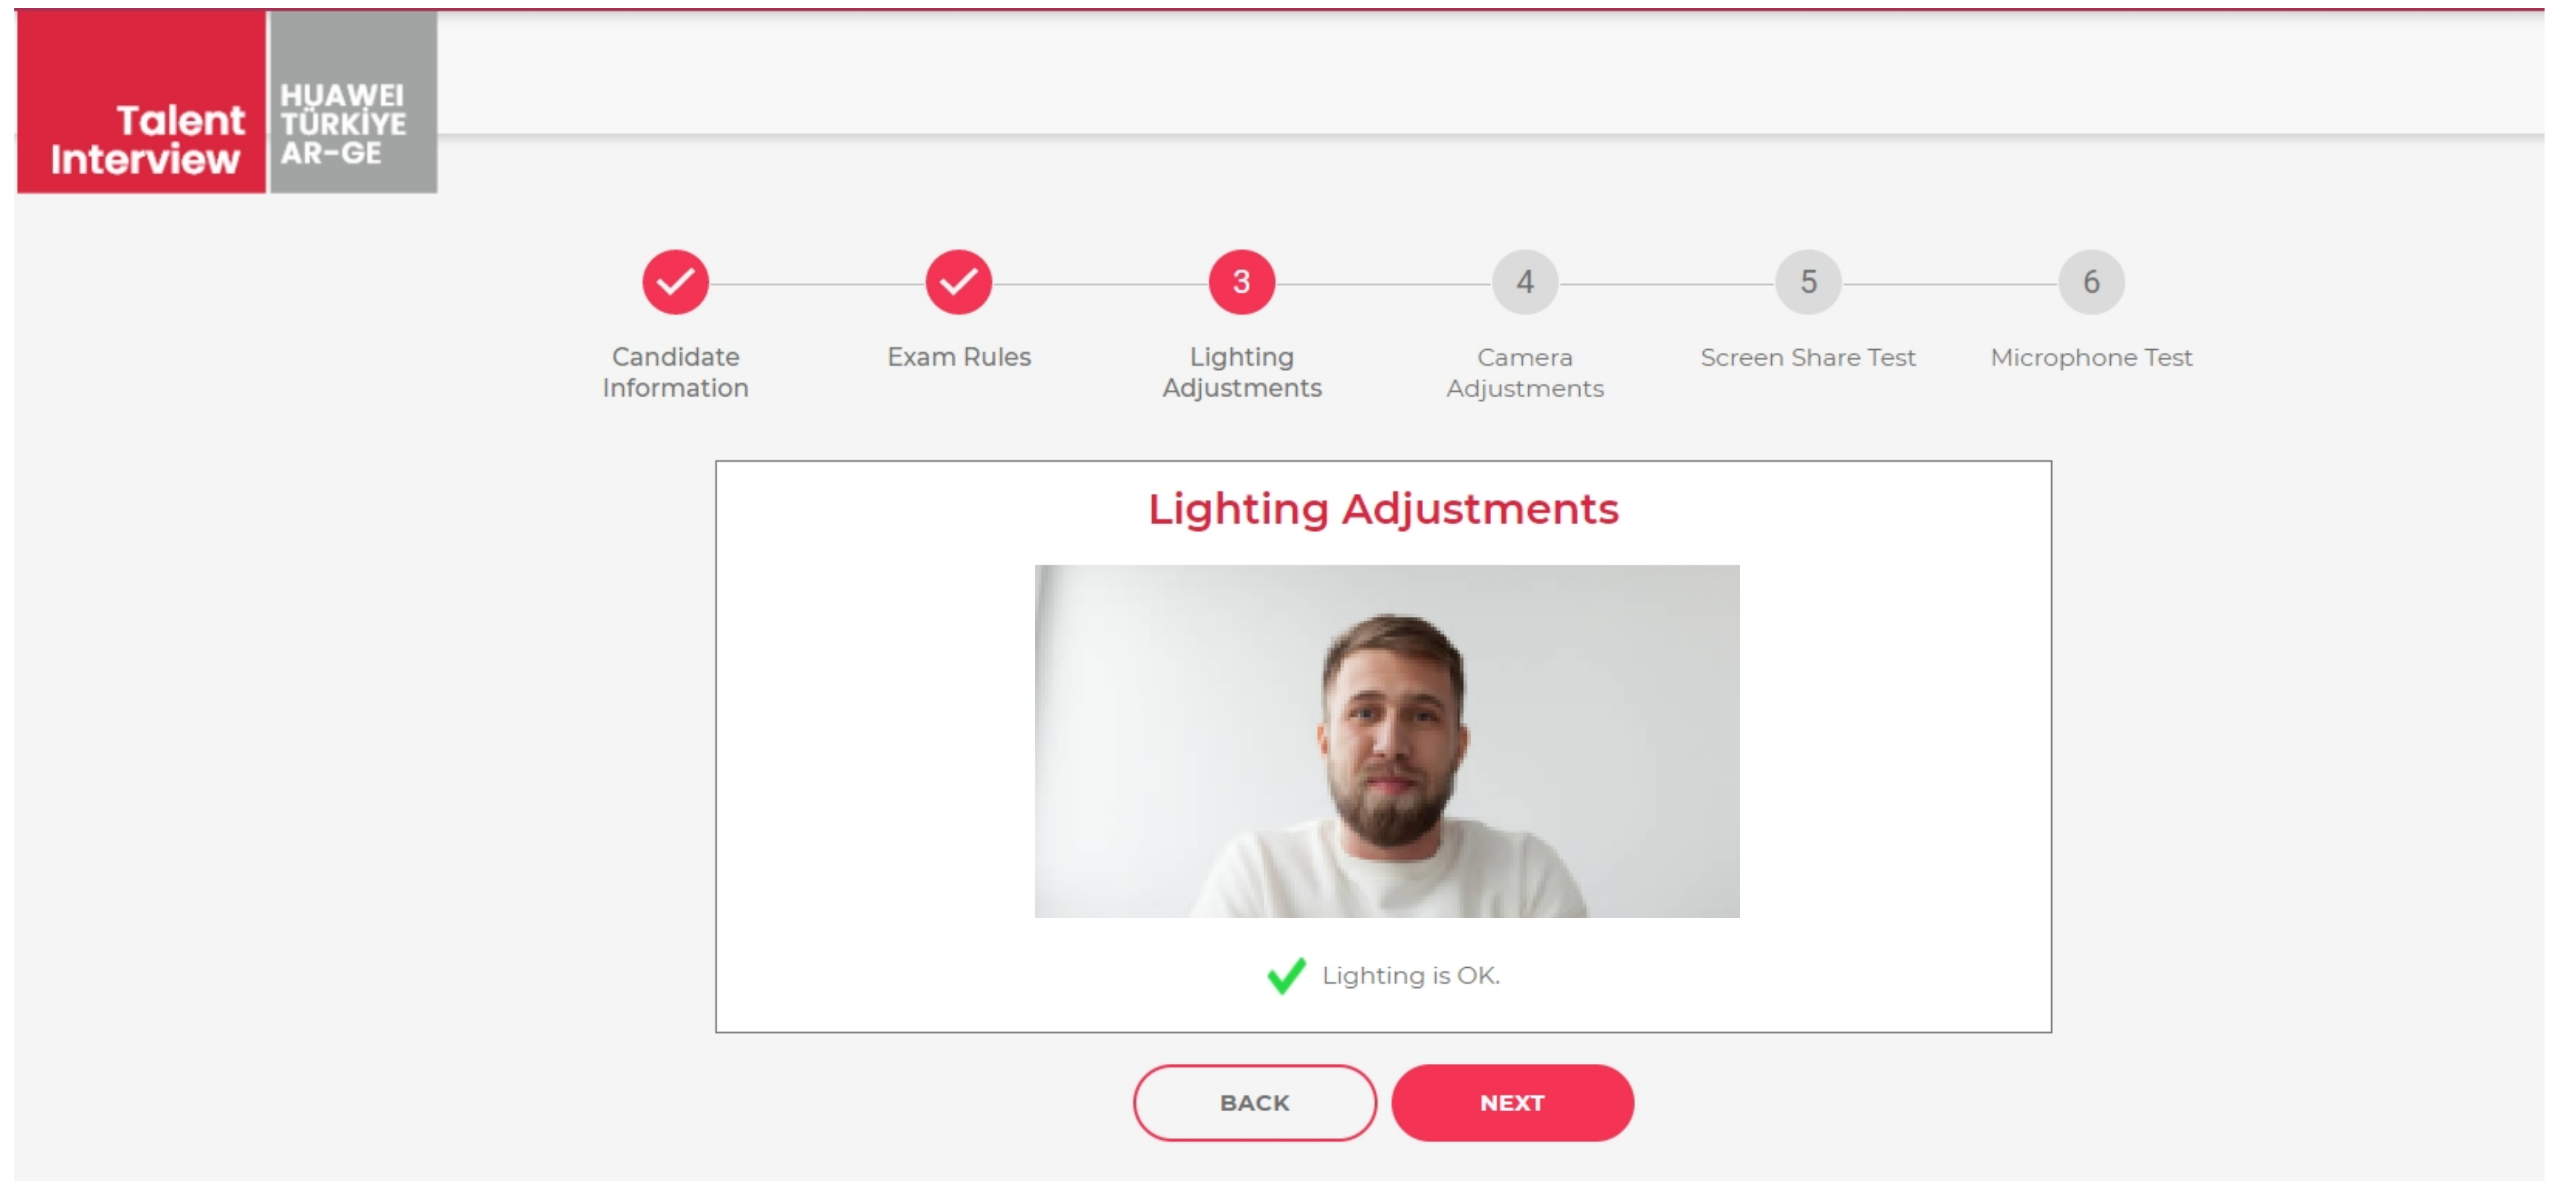 Talent
Interview
HUAWEI
TÜRKİYE
AR-GE
3
4
5
6
Candidate
Information
Exam Rules
Lighting
Adjustments
Camera
Adjustments
Screen Share Test
Microphone Test
Lighting Adjustments
Lighting is OK.
BACK
NEXT